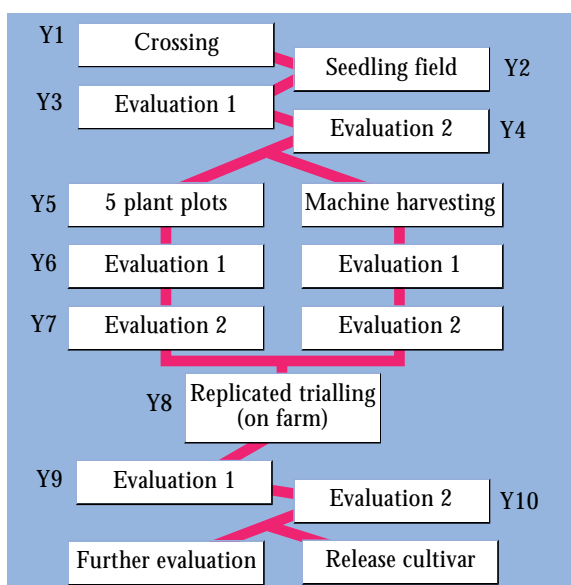 Y1 Crossing
Seedling field Y2
Y3 Evaluation 1
Evaluation 2 Y4
Y5 5 plant plots Machine harvesting
Y6 Evaluation 1 Evaluation 1
Y7 Evaluation 2 Evaluation 2
Y8 Replicated trialling
(on farm)
Y9 Evaluation 1
Evaluation 2 Y10
Further evaluation Release cultivar